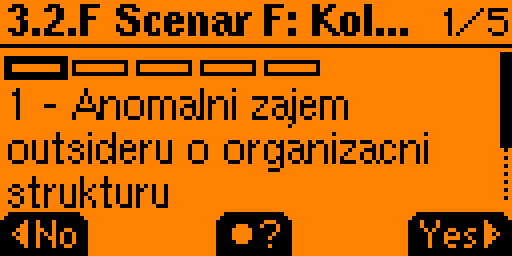 3.2.F Scenar F: Kol... 1/5
1 - Anomalni zajem
outsideru o organizacni
strukturu
No ? Yes